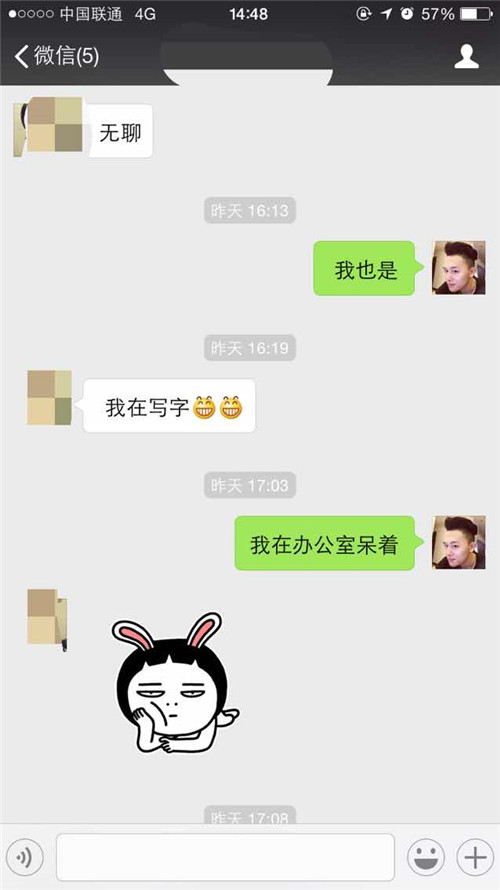 中国联通 4G 14:48 57%
微信(5)
无聊
昨天 16:13
我也是
昨天 16:19
我在写字
昨天 17:03
我在办公室呆着
昨天 17:08